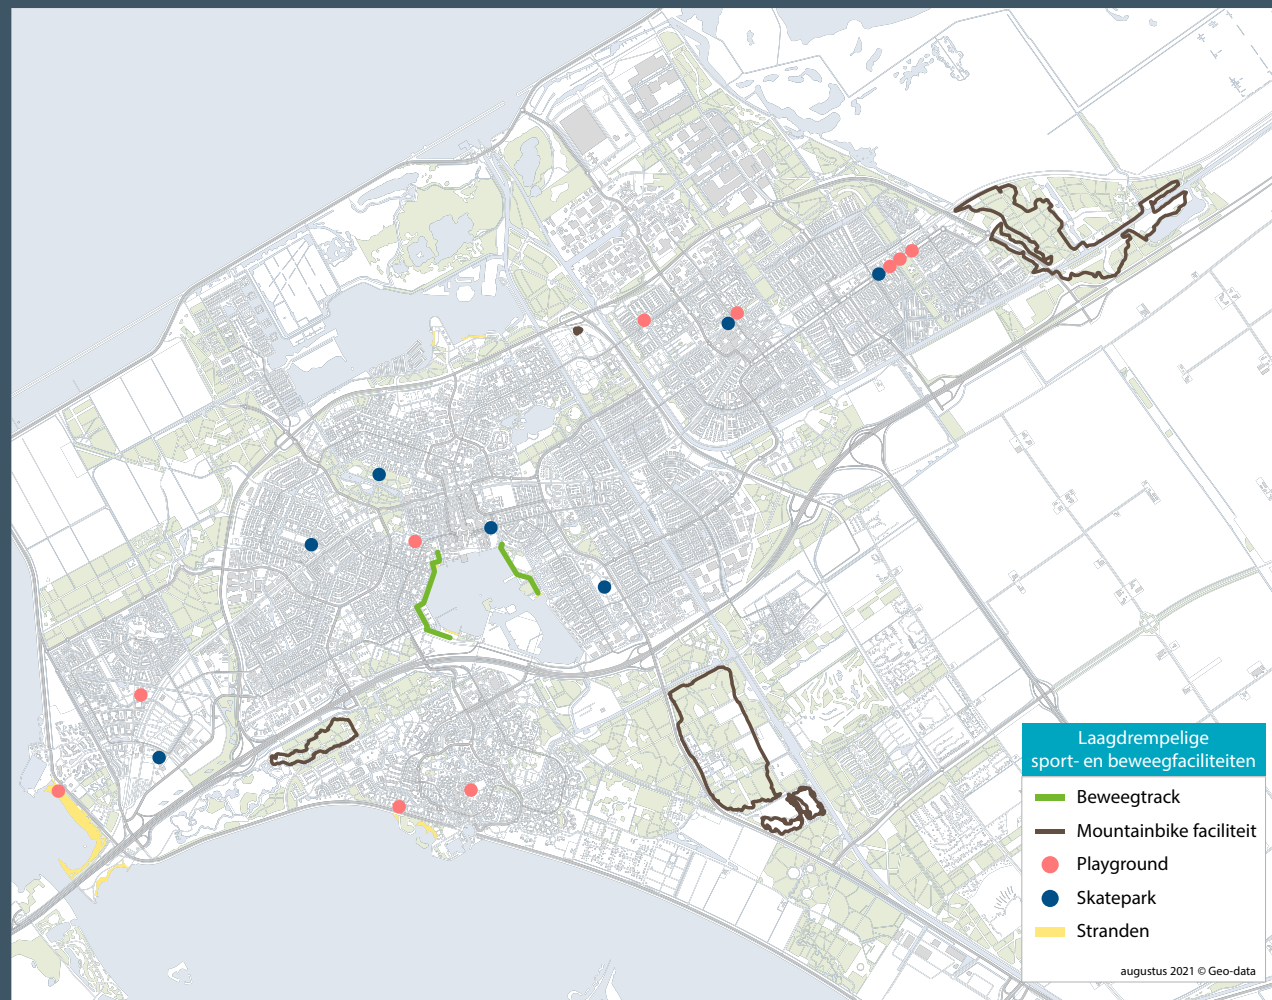 Laagdrempelige
sport- en beweegfaciliteiten
Beweegtrack
Mountainbike faciliteit
Playground
Skatepark
Stranden
augustus 2021 © Geo-data